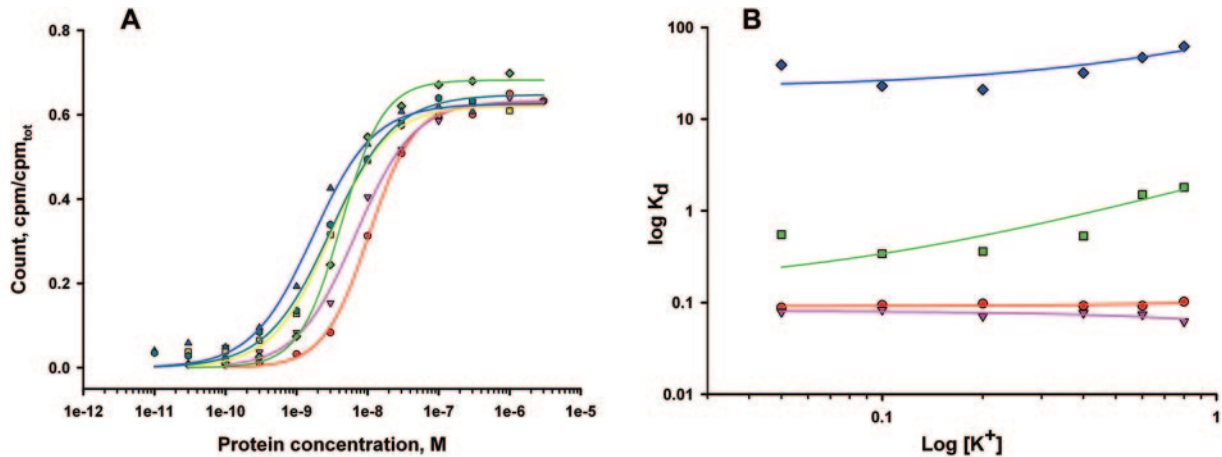 A
Count, cpm/cpm_tot
0.8
0.6
0.4
0.2
0.0
1e-12 1e-11 1e-10 1e-9 1e-8 1e-7 1e-6 1e-5
Protein concentration, M
B
log K_d
100
10
1
0.1
0.01
0.1 1
Log [K⁺]